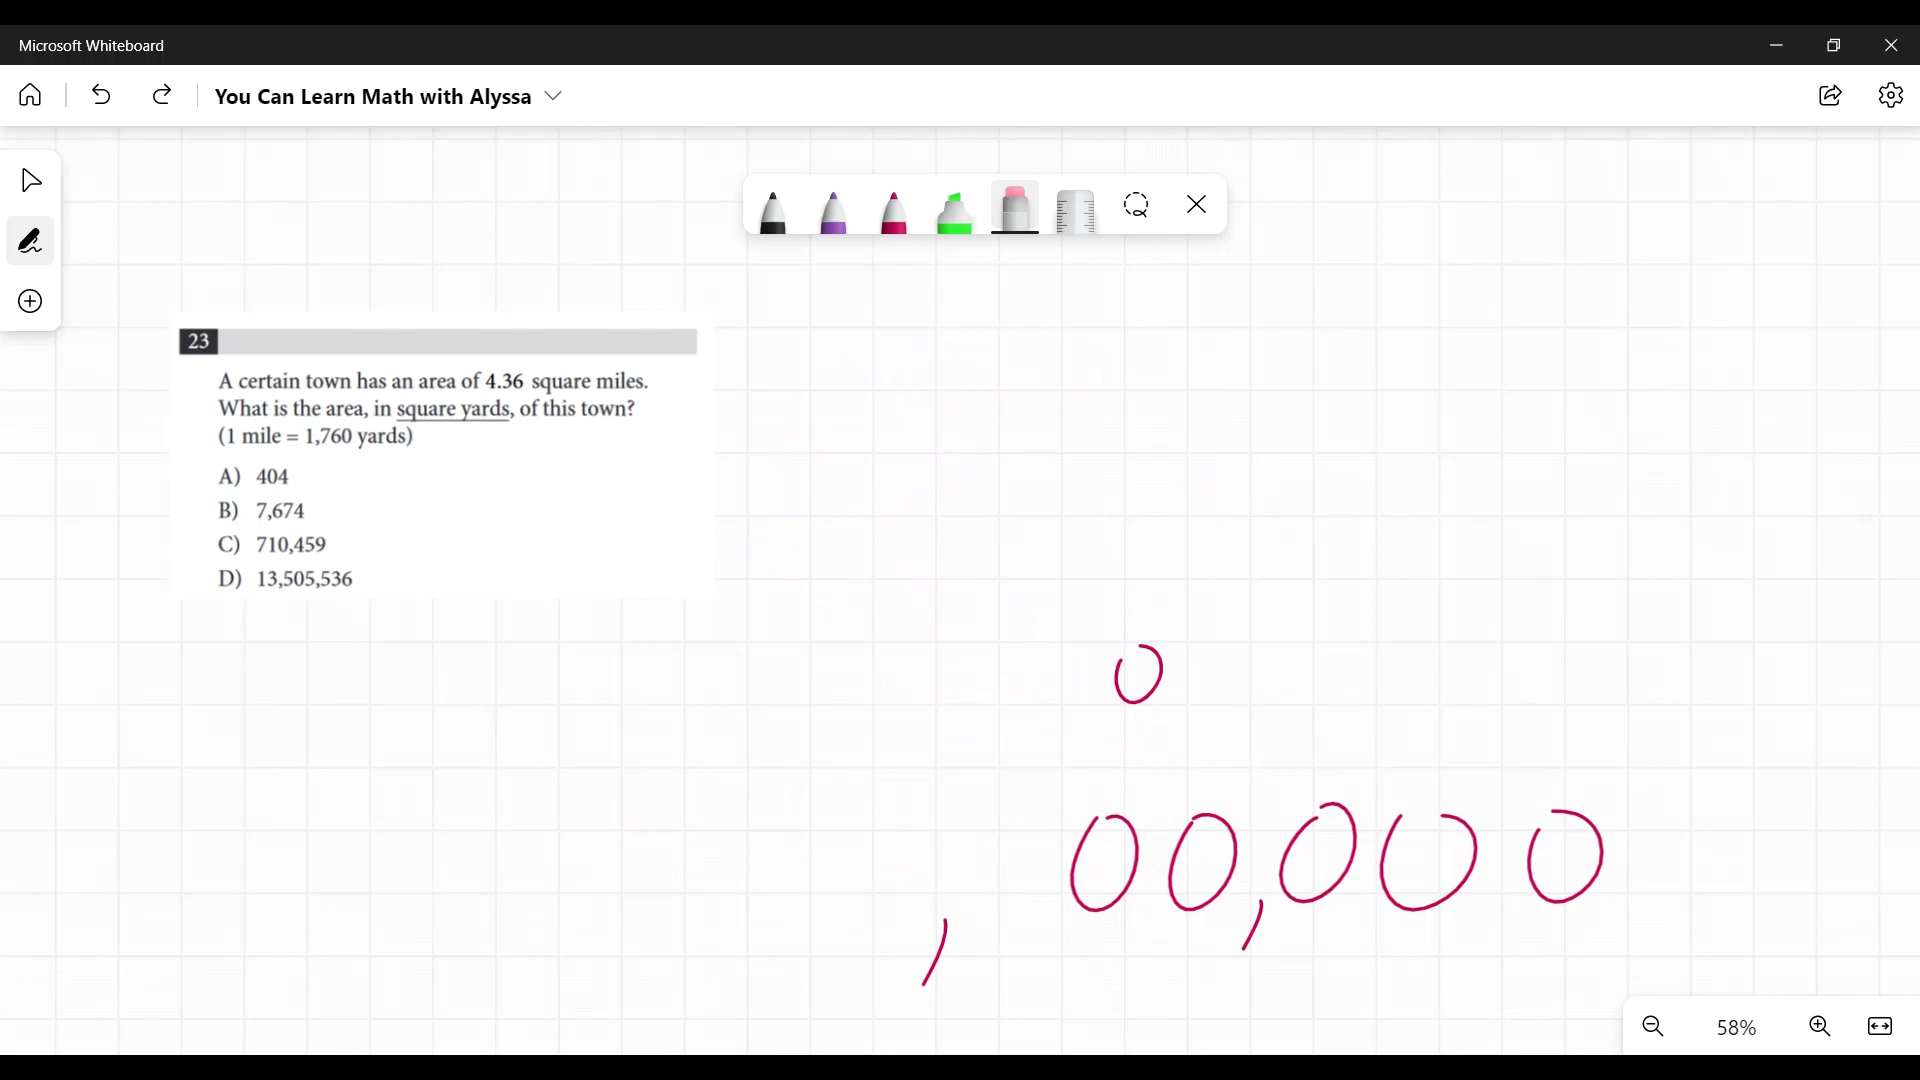 Microsoft Whiteboard
You Can Learn Math with Alyssa
23
A certain town has an area of 4.36 square miles.
What is the area, in square yards, of this town?
(1 mile = 1,760 yards)
A) 404
B) 7,674
C) 710,459
D) 13,505,536
0
, 00,000
58%